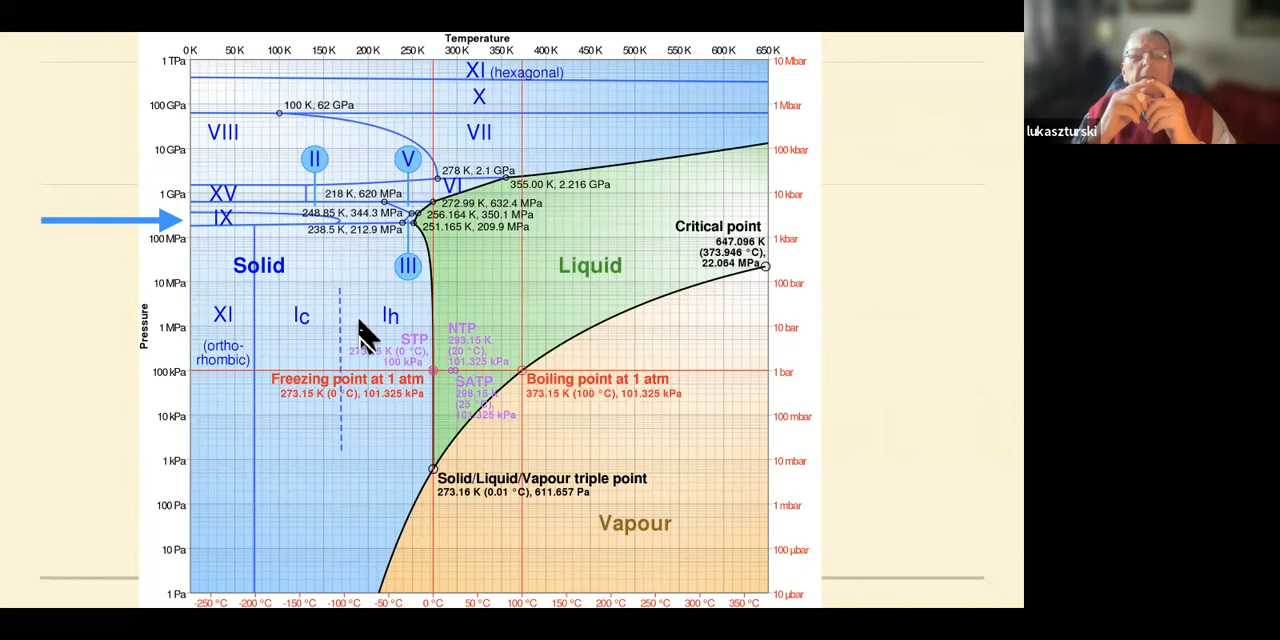 Temperature
0 K 50 K 100 K 150 K 200 K 250 K 300 K 350 K 400 K 450 K 500 K 550 K 600 K 650 K
1 TPa
100 GPa
10 GPa
1 GPa
100 MPa
10 MPa
1 MPa
100 kPa
10 kPa
1 kPa
100 Pa
10 Pa
1 Pa
Pressure
10 Mbar
1 Mbar
100 kbar
10 kbar
1 kbar
100 bar
10 bar
1 bar
100 mbar
10 mbar
1 mbar
100 µbar
10 µbar
XI (hexagonal)
X
100 K, 62 GPa
VIII
VII
II
V
278 K, 2.1 GPa
VI
355.00 K, 2.216 GPa
XV
218 K, 620 MPa
272.99 K, 632.4 MPa
IX
248.85 K, 344.3 MPa
256.164 K, 350.1 MPa
238.5 K, 212.9 MPa
251.165 K, 209.9 MPa
Critical point
647.096 K
(373.946 °C),
22.064 MPa
Solid
III
Liquid
XI
(ortho-
rhombic)
Ic
Ih
STP
(0 °C),
100 kPa
NTP
293.15 K
(20 °C),
101.325 kPa
Freezing point at 1 atm
273.15 K (0 °C), 101.325 kPa
SATP
298.15 K
(25 °C),
101.325 kPa
Boiling point at 1 atm
373.15 K (100 °C), 101.325 kPa
Solid/Liquid/Vapour triple point
273.16 K (0.01 °C), 611.657 Pa
Vapour
-250 °C -200 °C -150 °C -100 °C -50 °C 0 °C 50 °C 100 °C 150 °C 200 °C 250 °C 300 °C 350 °C
lukaszturski